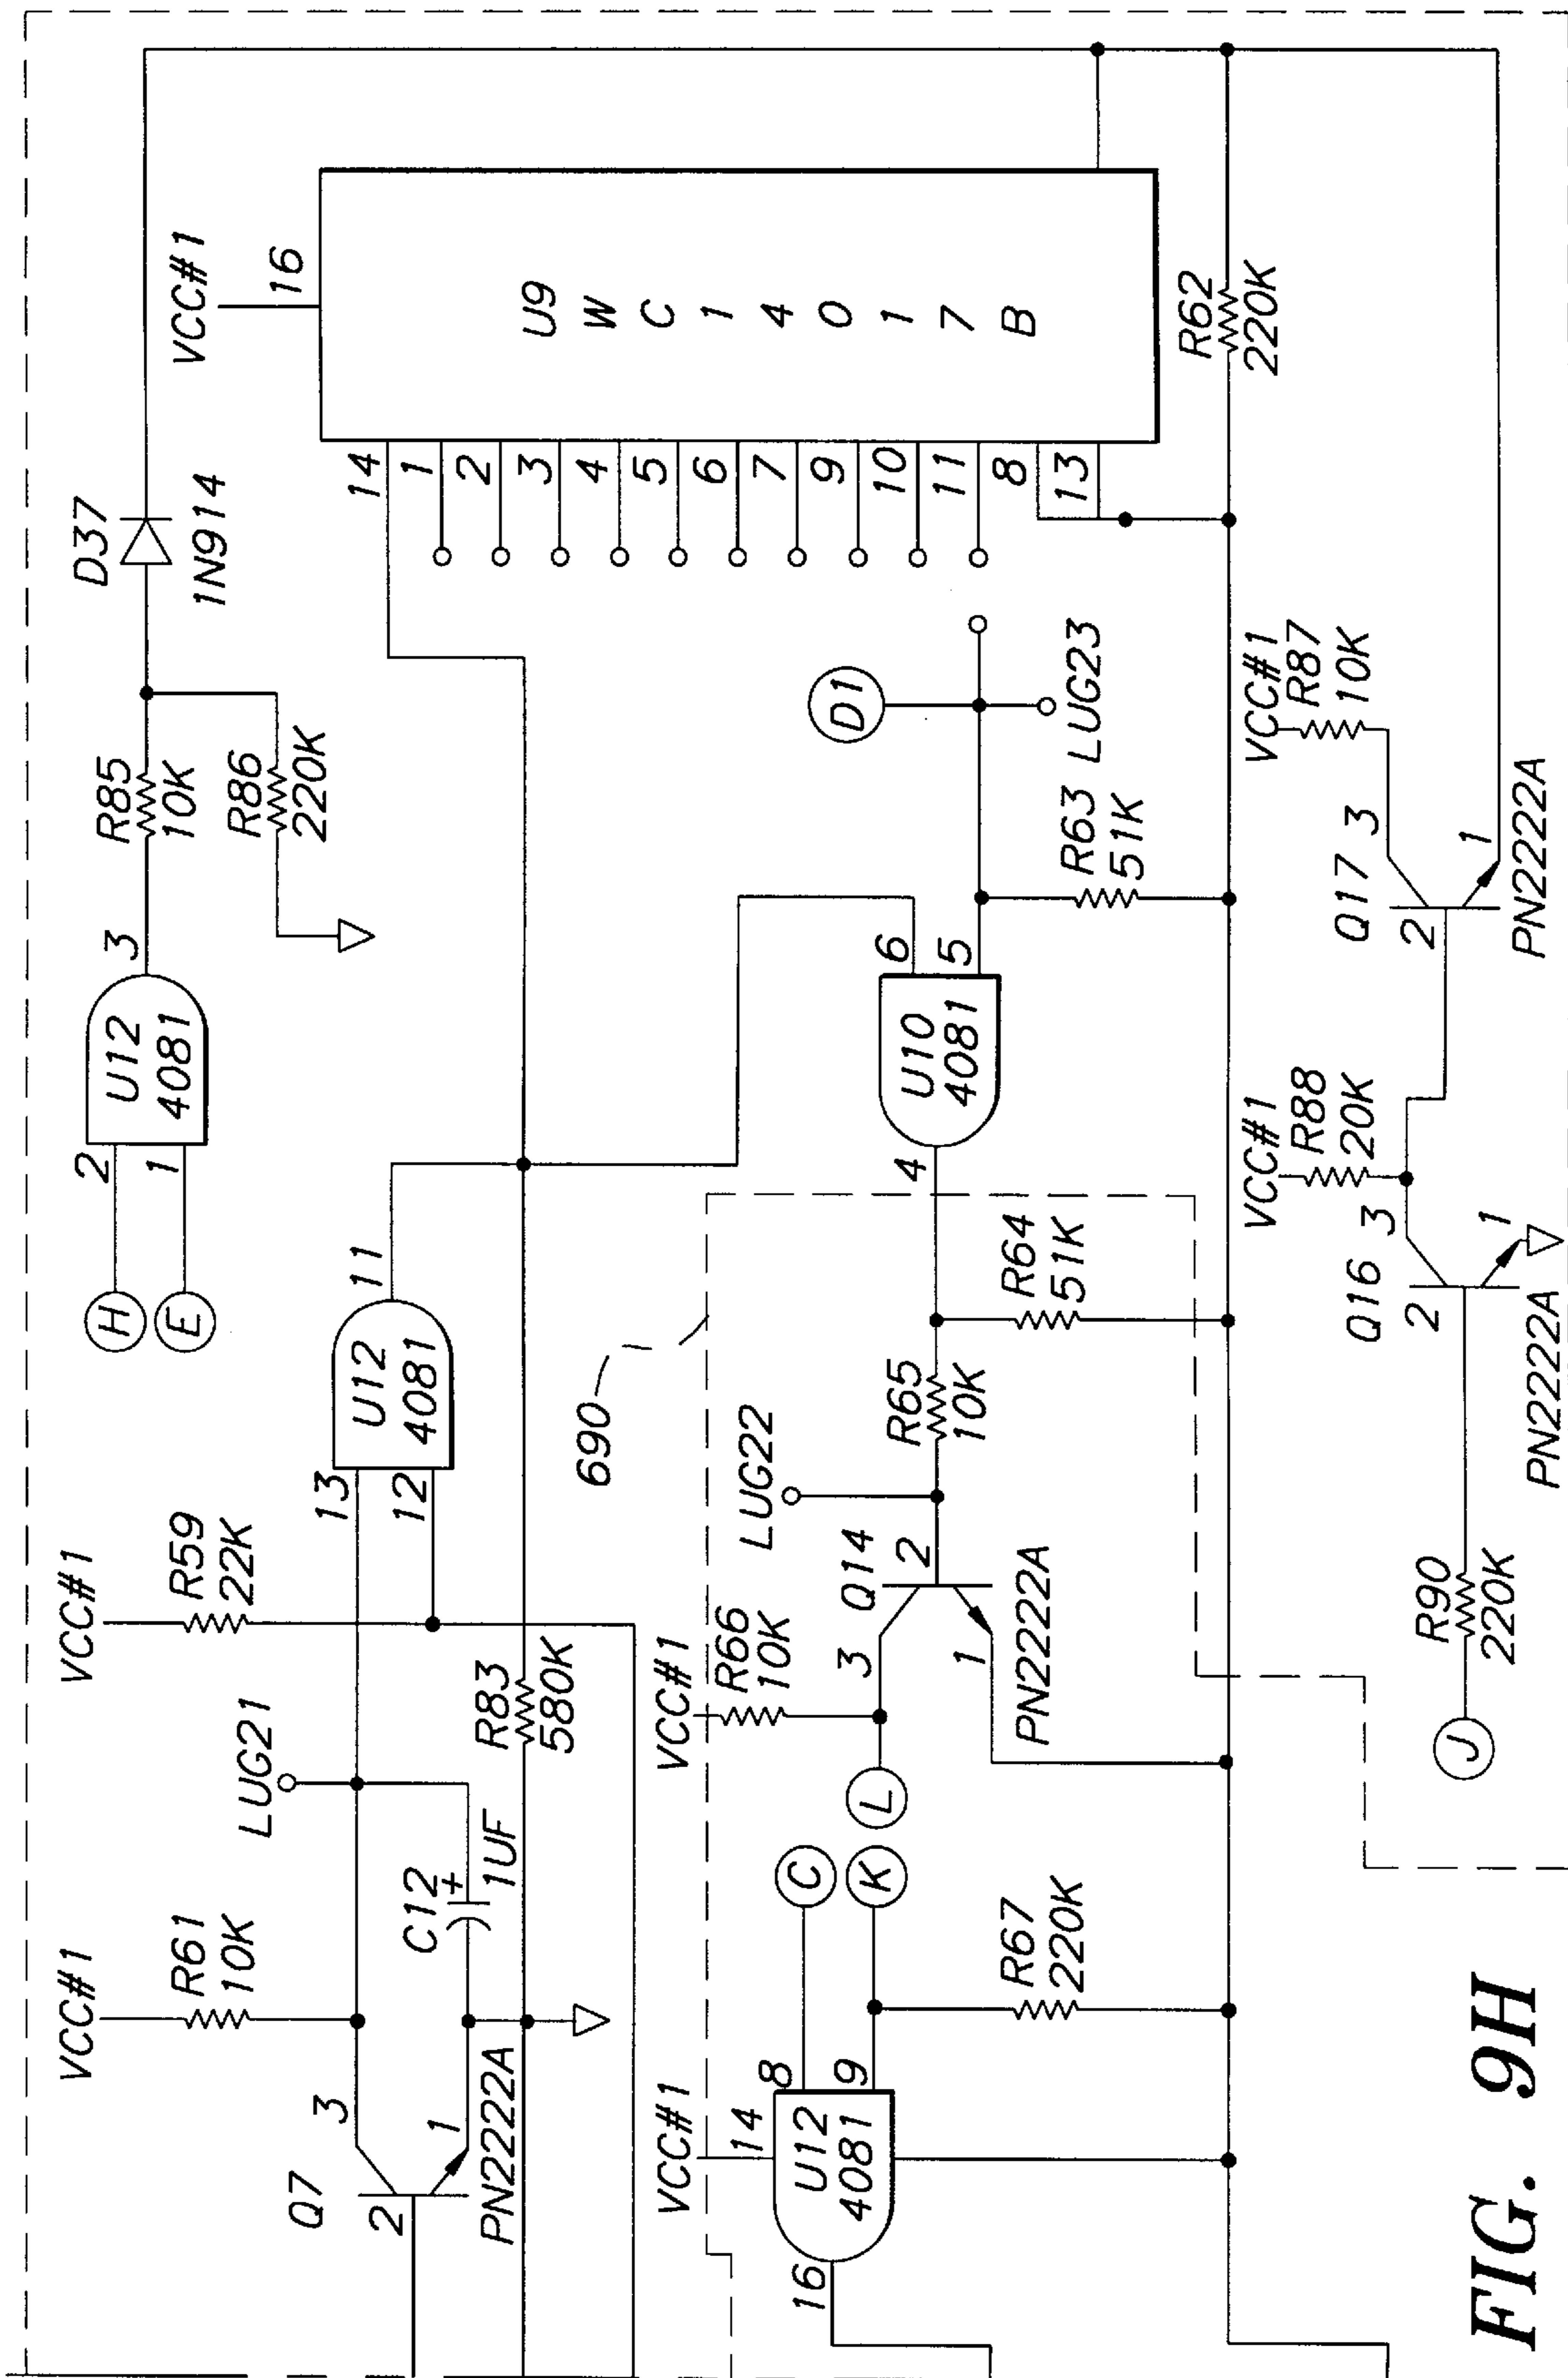 VCC#1
R61
10K
Q7
3
2
1
PN2222A
C12
+
1UF
LUG21
VCC#1
R59
22K
13
12
U12
4081
11
R83
580K
H
E
2
1
U12
4081
3
R85
10K
R86
220K
D37
1N914
VCC#1
16
U9
W
C
1
4
0
1
7
B
14
1
2
3
4
5
6
7
9
10
11
8
13
690
VCC#1
14
U12
4081
16
8
9
C
K
R67
220K
L
VCC#1
R66
10K
Q14
3
2
1
PN2222A
LUG22
R65
10K
R64
51K
4
U10
4081
6
5
D1
LUG23
R63
51K
R62
220K
J
R90
220K
Q16
3
2
1
PN2222A
VCC#1
R88
20K
Q17
3
2
1
PN2222A
VCC#1
R87
10K
FIG. 9H